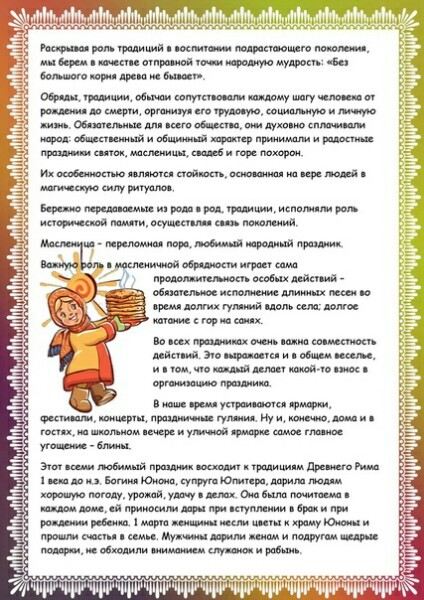 Раскрывая роль традиций в воспитании подрастающего поколения,
мы берем в качестве отправной точки народную мудрость: «Без
большого корня древа не бывает».
Обряды, традиции, обычаи сопутствовали каждому шагу человека от
рождения до смерти, организуя его трудовую, социальную и личную
жизнь. Обязательные для всего общества, они духовно сплачивали
народ: общественный и общинный характер принимали и радостные
праздники святок, масленицы, свадеб и горе похорон.
Их особенностью являются стойкость, основанная на вере людей в
магическую силу ритуалов.
Бережно передаваемые из рода в род, традиции, исполняли роль
исторической памяти, осуществляя связь поколений.
Масленица – переломная пора, любимый народный праздник.
Важную роль в масленичной обрядности играет сама
продолжительность особых действий –
обязательное исполнение длинных песен во
время долгих гуляний вдоль села; долгое
катание с гор на санях.
Во всех праздниках очень важна совместность
действий. Это выражается и в общем веселье,
и в том, что каждый делает какой-то взнос в
организацию праздника.
В наше время устраиваются ярмарки,
фестивали, концерты, праздничные гуляния. Ну и, конечно, дома и в
гостях, на школьном вечере и уличной ярмарке самое главное
угощение – блины.
Этот всеми любимый праздник восходит к традициям Древнего Рима
1 века до н.э. Богиня Юнона, супруга Юпитера, дарила людям
хорошую погоду, урожай, удачу в делах. Она была почитаема в
каждом доме, ей приносили дары при вступлении в брак и при
рождении ребенка. 1 марта женщины несли цветы к храму Юноны и
прошли счастья в семье. Мужчины дарили женам и подругам щедрые
подарки, не обходили вниманием служанок и рабынь.